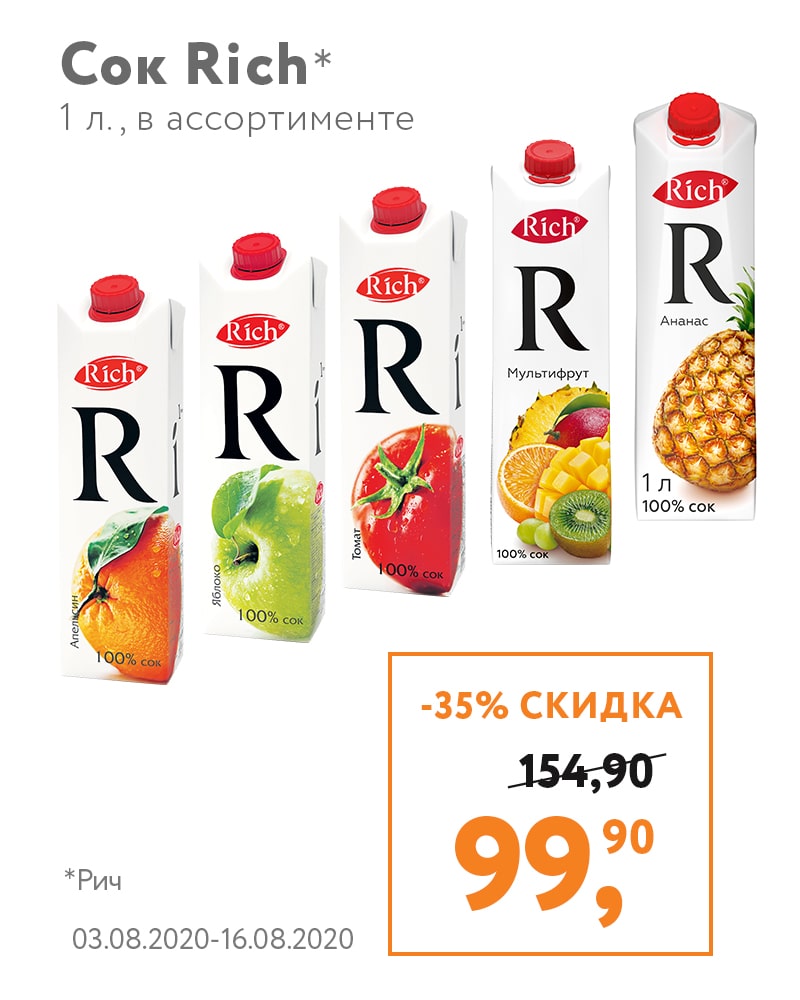 Сок Rich*
1 л., в ассортименте
Rich®
R
Апельсин
100% сок
Rich®
Rí
Яблоко
100% сок
Rich®
Rí
Томат
100% сок
Rich®
R
Мультифрут
100% сок
Rich®
R
Ананас
1 л
100% сок
-35% СКИДКА
154,90
99,90
*Рич
03.08.2020-16.08.2020